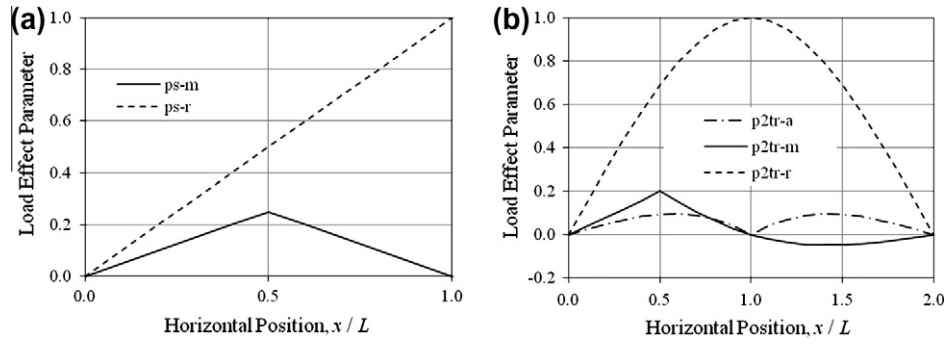 (a)
1.0
0.8
0.6
0.4
0.2
0.0
Load Effect Parameter
ps-m
ps-r
0.0
0.5
1.0
Horizontal Position, x / L
(b)
1.0
0.8
0.6
0.4
0.2
0.0
-0.2
Load Effect Parameter
p2tr-a
p2tr-m
p2tr-r
0.0
0.5
1.0
1.5
2.0
Horizontal Position, x / L